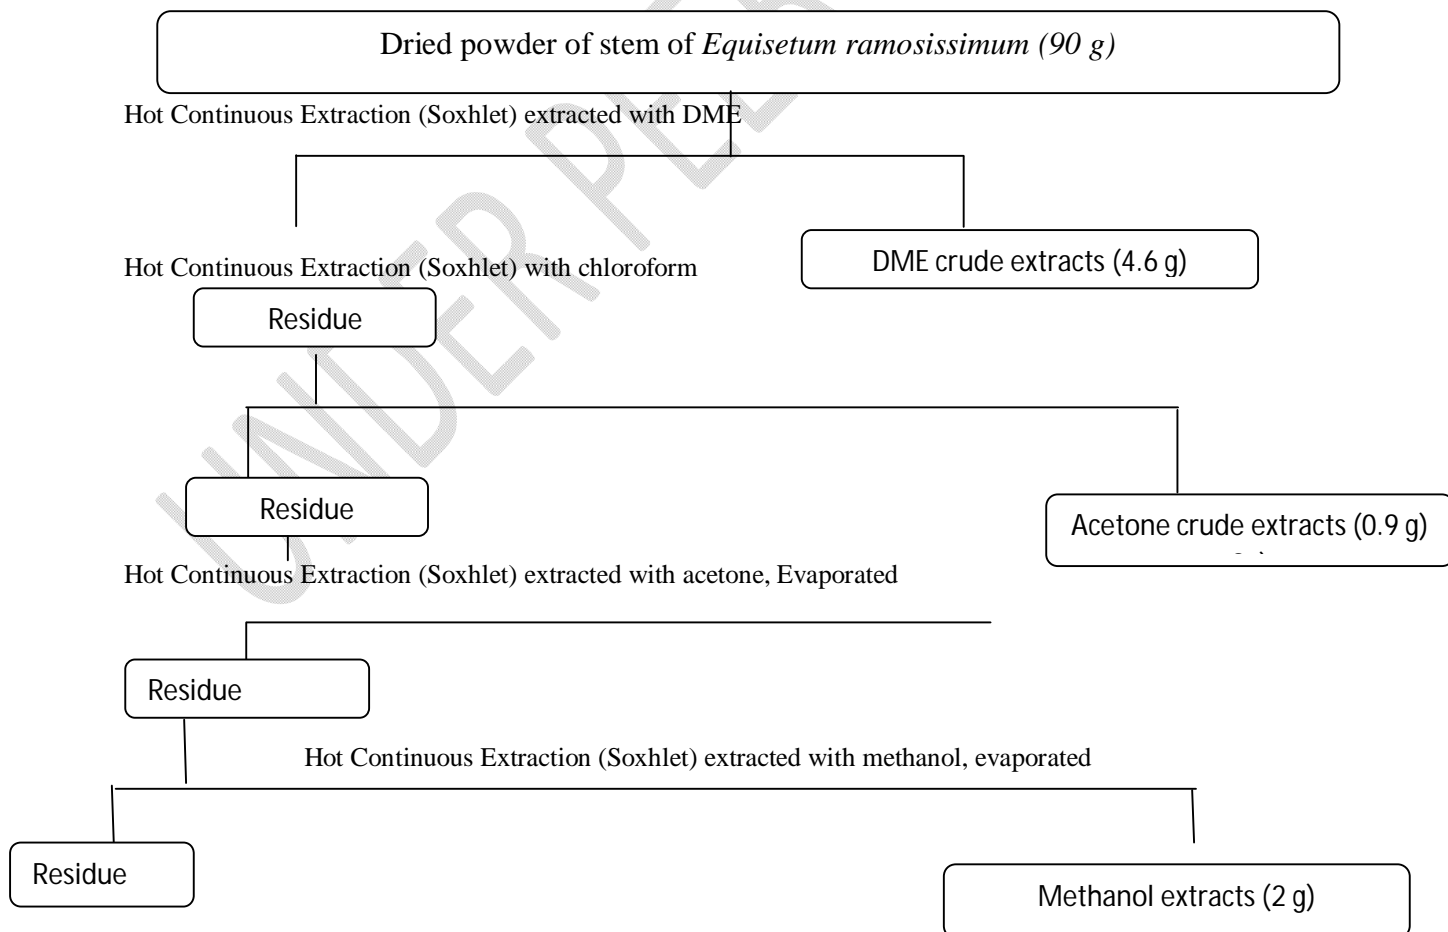 Dried powder of stem of Equisetum ramosissimum (90 g)
Hot Continuous Extraction (Soxhlet) extracted with DME
DME crude extracts (4.6 g)
Hot Continuous Extraction (Soxhlet) with chloroform
Residue
Residue
Acetone crude extracts (0.9 g)
Hot Continuous Extraction (Soxhlet) extracted with acetone, Evaporated
Residue
Hot Continuous Extraction (Soxhlet) extracted with methanol, evaporated
Residue
Methanol extracts (2 g)
UNDER PEE